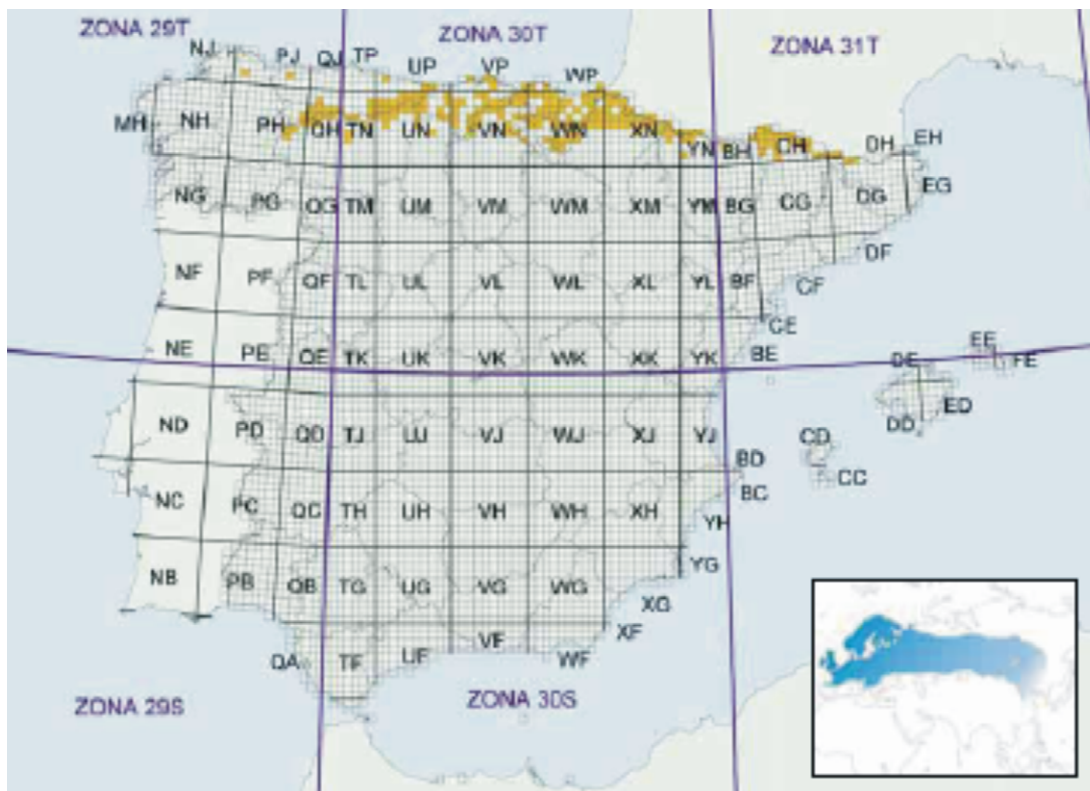 ZONA 29T
ZONA 30T
ZONA 31T
NJ
PJ
QJ
TP
UP
VP
WP
MH
NH
PH
QH
TN
UN
VN
WN
XN
YN
BH
CH
DH
EH
NG
PG
QG
TM
UM
VM
WM
XM
YM
BG
CG
DG
EG
NF
PF
QF
TL
UL
VL
WL
XL
YL
BF
CF
DF
NE
PE
QE
TK
UK
VK
WK
XK
YK
BE
CE
DE
EE
FE
ND
PD
QD
TJ
UJ
VJ
WJ
XJ
YJ
BD
CD
DD
ED
NC
PC
QC
TH
UH
VH
WH
XH
YH
BC
CC
NB
PB
QB
TG
UG
VG
WG
XG
YG
QA
TF
UF
VF
WF
XF
ZONA 29S
ZONA 30S